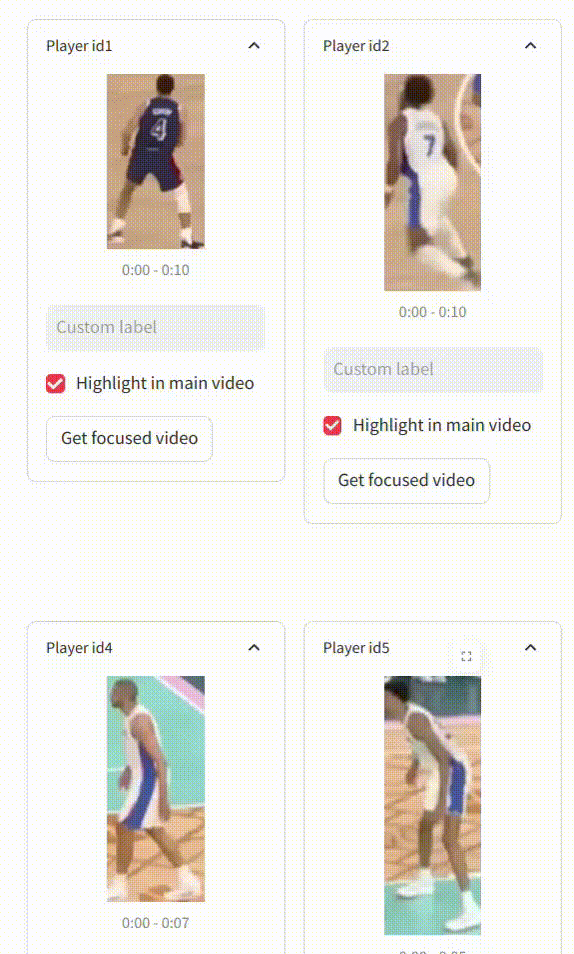 Player id1
4
0:00 - 0:10
Custom label
Highlight in main video
Get focused video
Player id2
7
0:00 - 0:10
Custom label
Highlight in main video
Get focused video
Player id4
0:00 - 0:07
Player id5